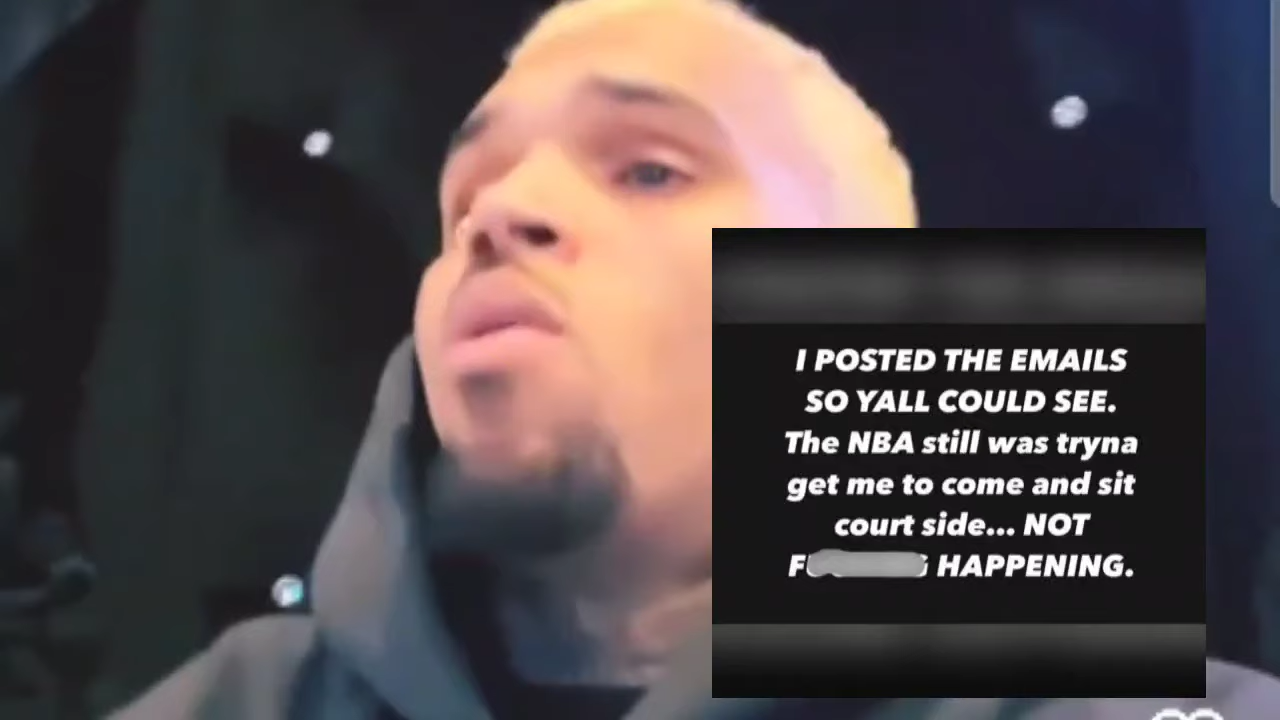 I POSTED THE EMAILS
SO YALL COULD SEE.
The NBA still was tryna
get me to come and sit
court side... NOT
HAPPENING.